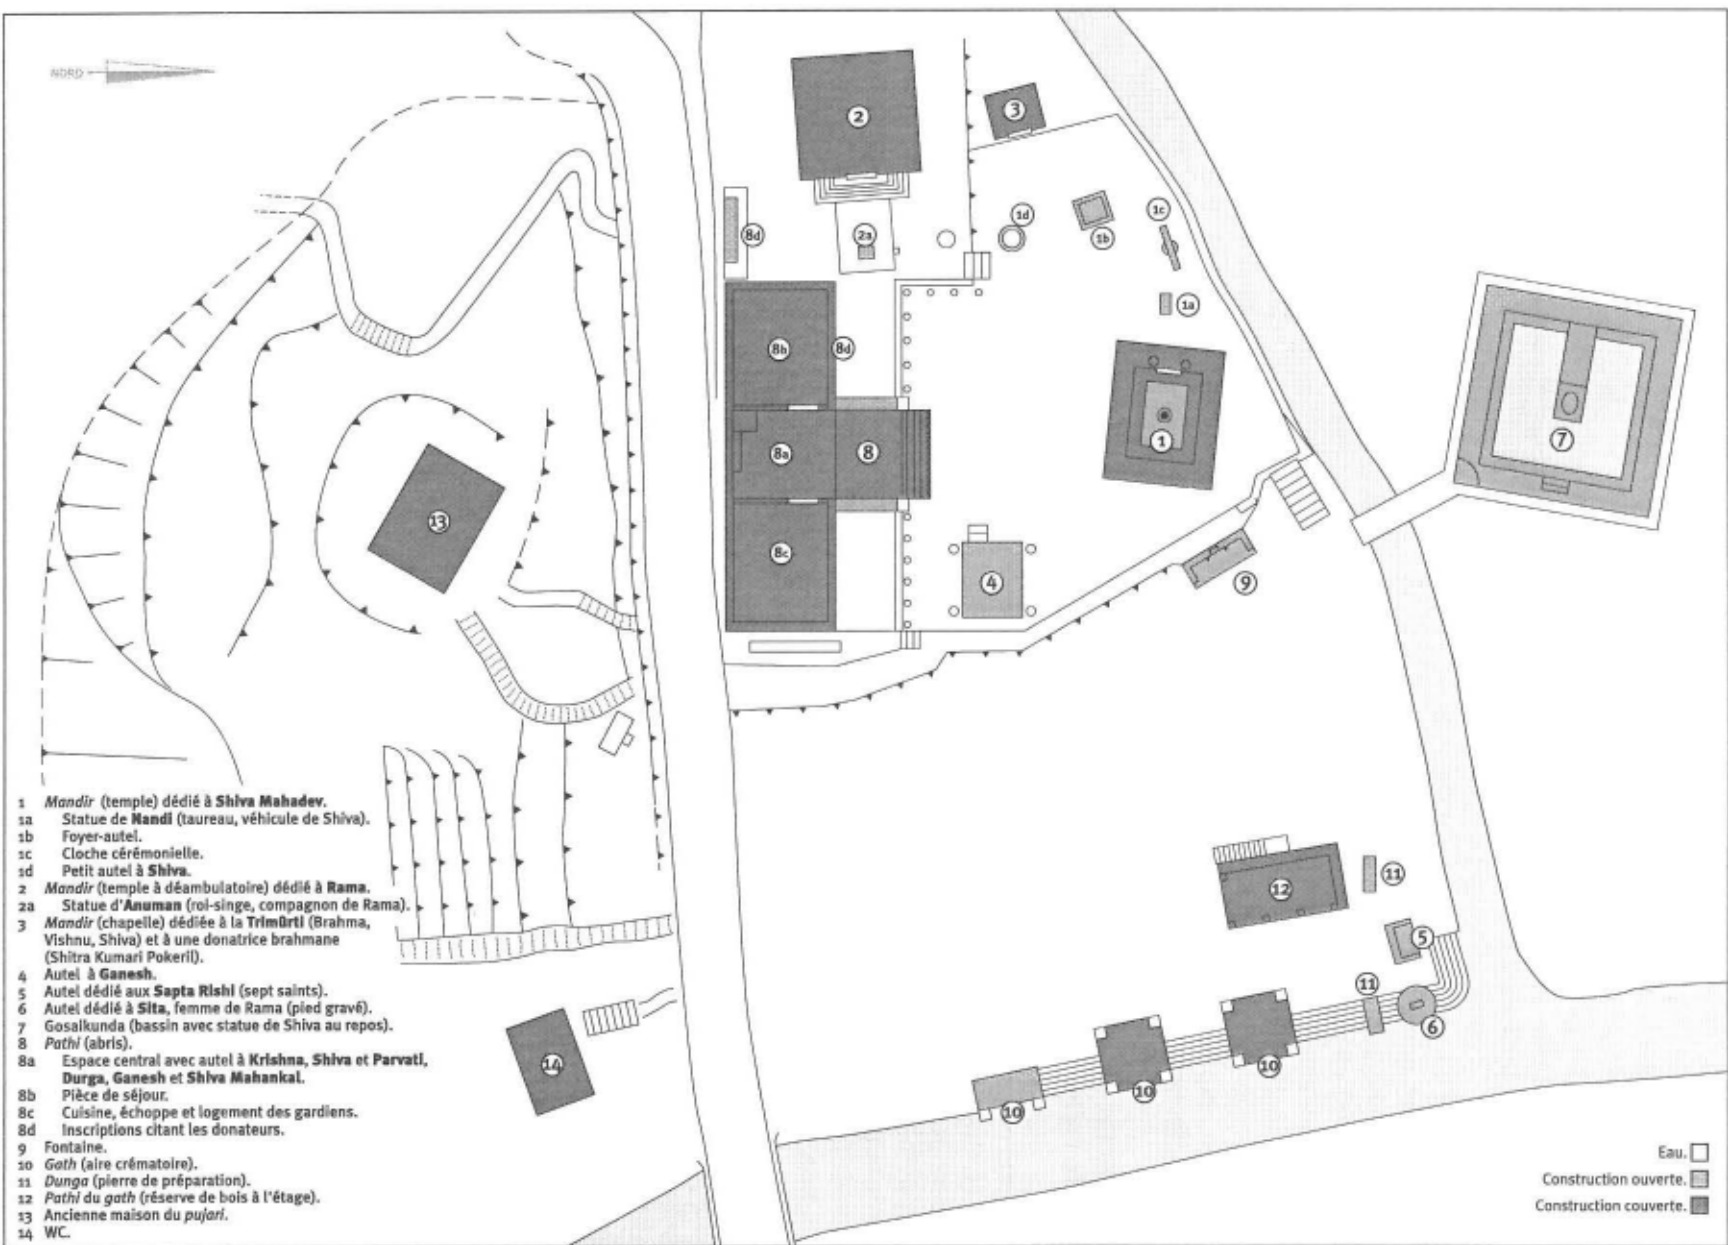 NORD
2
3
1d
1c
1b
8d
2a
1a
8b
8d
7
1
8a
8
13
8c
4
9
1 Mandir (temple) dédié à Shiva Mahadev.
1a Statue de Nandi (taureau, véhicule de Shiva).
1b Foyer-autel.
1c Cloche cérémonielle.
1d Petit autel à Shiva.
2 Mandir (temple à déambulatoire) dédié à Rama.
2a Statue d'Anuman (roi-singe, compagnon de Rama).
3 Mandir (chapelle) dédiée à la Trimûrti (Brahma,
Vishnu, Shiva) et à une donatrice brahmane
(Shitra Kumari Pokeril).
4 Autel à Ganesh.
5 Autel dédié aux Sapta Rishi (sept saints).
6 Autel dédié à Sita, femme de Rama (pied gravé).
7 Gosaikunda (bassin avec statue de Shiva au repos).
8 Pathi (abris).
8a Espace central avec autel à Krishna, Shiva et Parvati,
Durga, Ganesh et Shiva Mahankal.
8b Pièce de séjour.
8c Cuisine, échoppe et logement des gardiens.
8d Inscriptions citant les donateurs.
9 Fontaine.
10 Gath (aire crématoire).
11 Dunga (pierre de préparation).
12 Pathi du gath (réserve de bois à l'étage).
13 Ancienne maison du pujari.
14 WC.
12
11
5
11
6
14
10
10
10
Eau.
Construction ouverte.
Construction couverte.